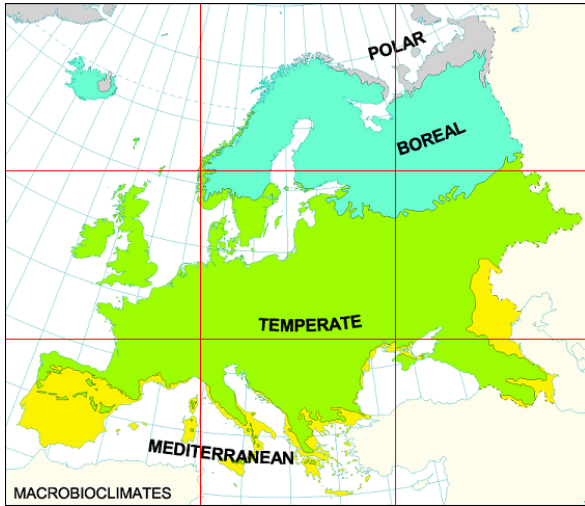 POLAR
BOREAL
TEMPERATE
MEDITERRANEAN
MACROBIOCLIMATES